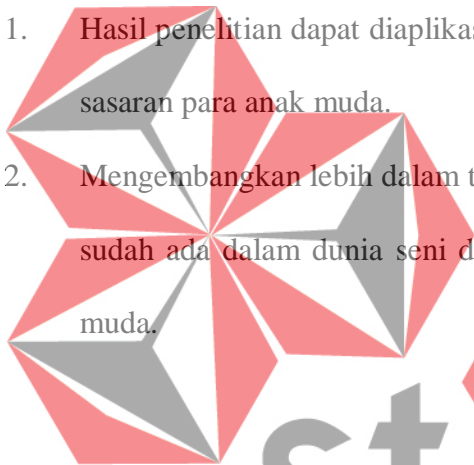 1. Hasil penelitian dapat diaplikas
sasaran para anak muda.
2. Mengembangkan lebih dalam t
sudah ada dalam dunia seni d
muda.
st